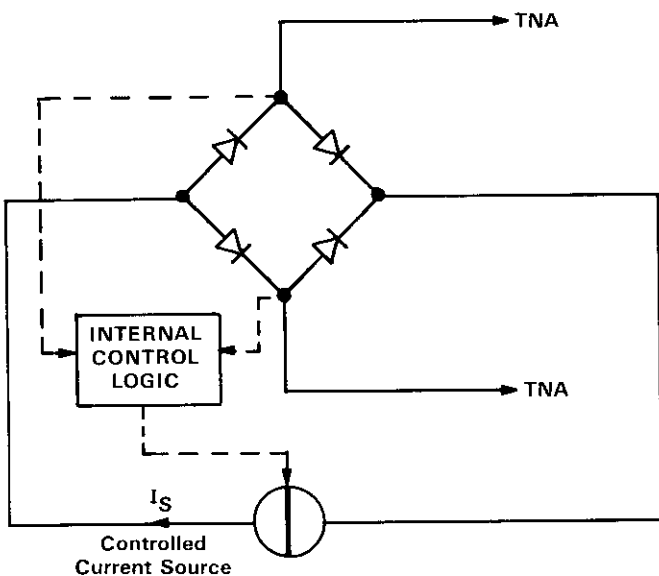 TNA
INTERNAL
CONTROL
LOGIC
TNA
IS
Controlled
Current Source